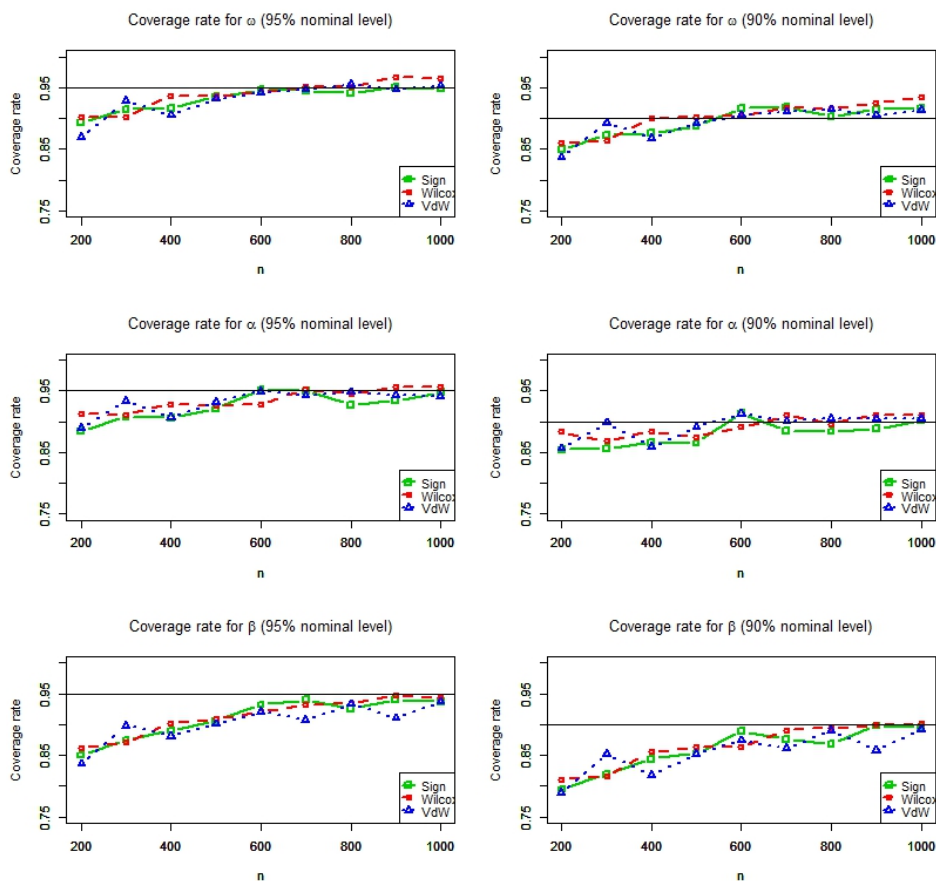 Coverage rate for ω (95% nominal level)
Coverage rate
0.75 0.85 0.95
Sign
Wilcox
VdW
200 400 600 800 1000
n
Coverage rate for ω (90% nominal level)
Coverage rate
0.75 0.85 0.95
Sign
Wilcox
VdW
200 400 600 800 1000
n
Coverage rate for α (95% nominal level)
Coverage rate
0.75 0.85 0.95
Sign
Wilcox
VdW
200 400 600 800 1000
n
Coverage rate for α (90% nominal level)
Coverage rate
0.75 0.85 0.95
Sign
Wilcox
VdW
200 400 600 800 1000
n
Coverage rate for β (95% nominal level)
Coverage rate
0.75 0.85 0.95
Sign
Wilcox
VdW
200 400 600 800 1000
n
Coverage rate for β (90% nominal level)
Coverage rate
0.75 0.85 0.95
Sign
Wilcox
VdW
200 400 600 800 1000
n